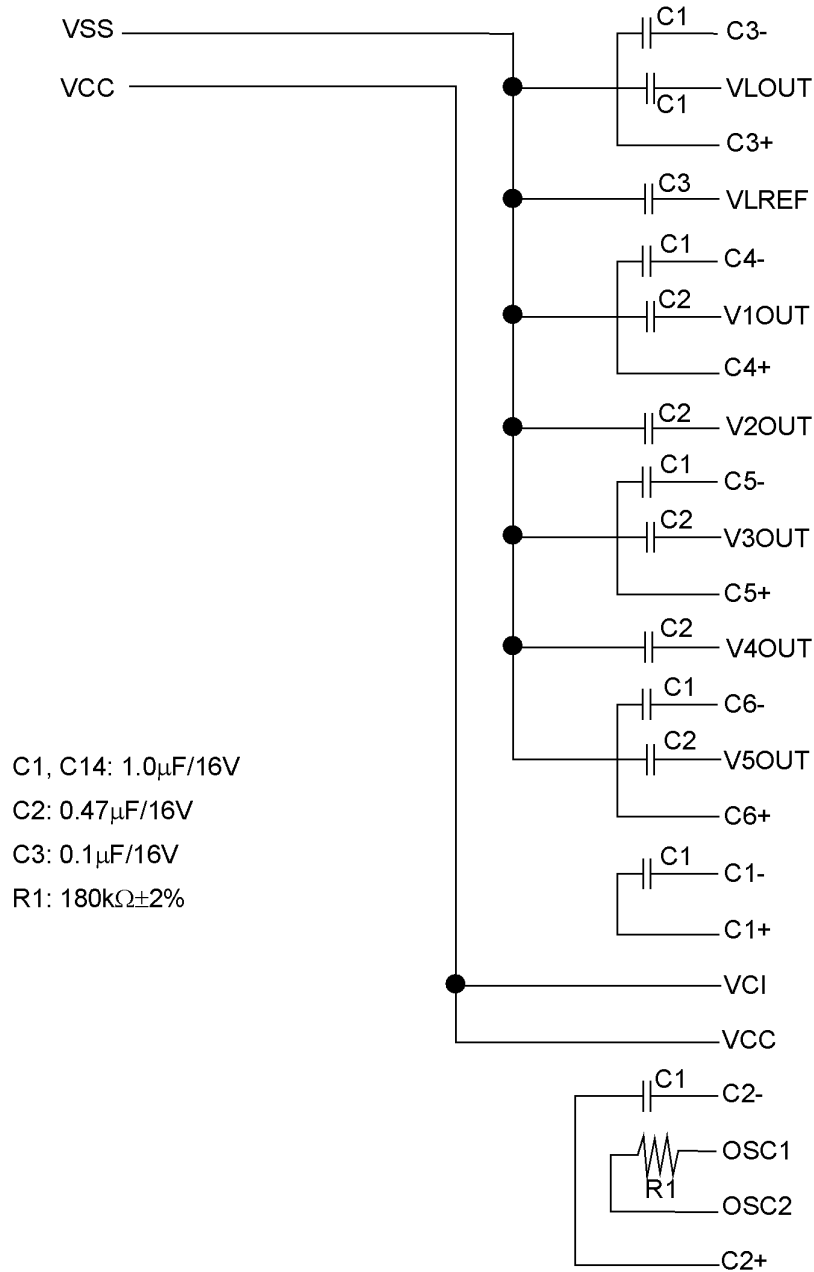 VSS
C1
C3-
VCC
VLOUT
C1
C3+
C3
VLREF
C1
C4-
C2
V1OUT
C4+
C2
V2OUT
C1
C5-
C2
V3OUT
C5+
C2
V4OUT
C1
C6-
C2
V5OUT
C1, C14: 1.0μF/16V
C2: 0.47μF/16V
C6+
C3: 0.1μF/16V
C1
C1-
R1: 180kΩ±2%
C1+
VCI
VCC
C1
C2-
OSC1
R1
OSC2
C2+